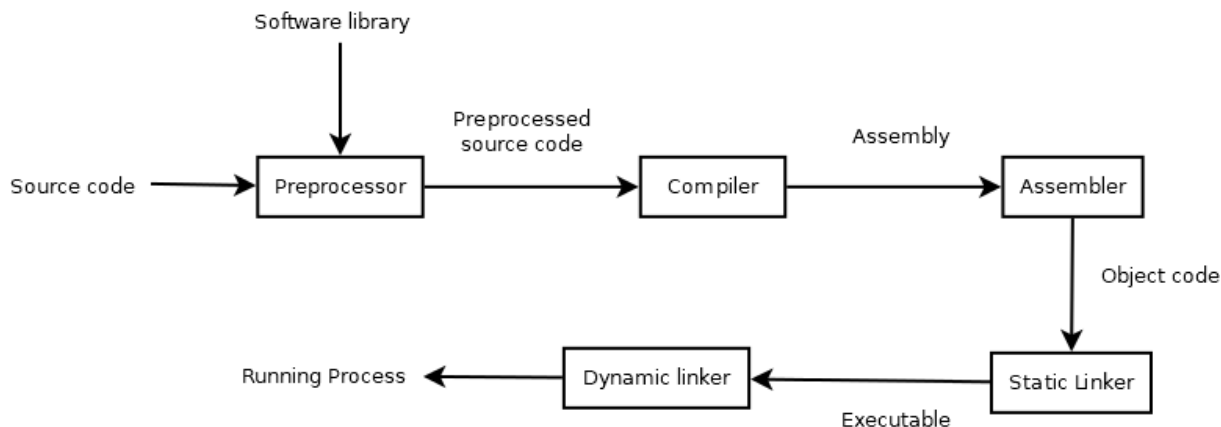 Software library
Preprocessed
source code
Assembly
Source code
Preprocessor
Compiler
Assembler
Object code
Running Process
Dynamic linker
Static Linker
Executable